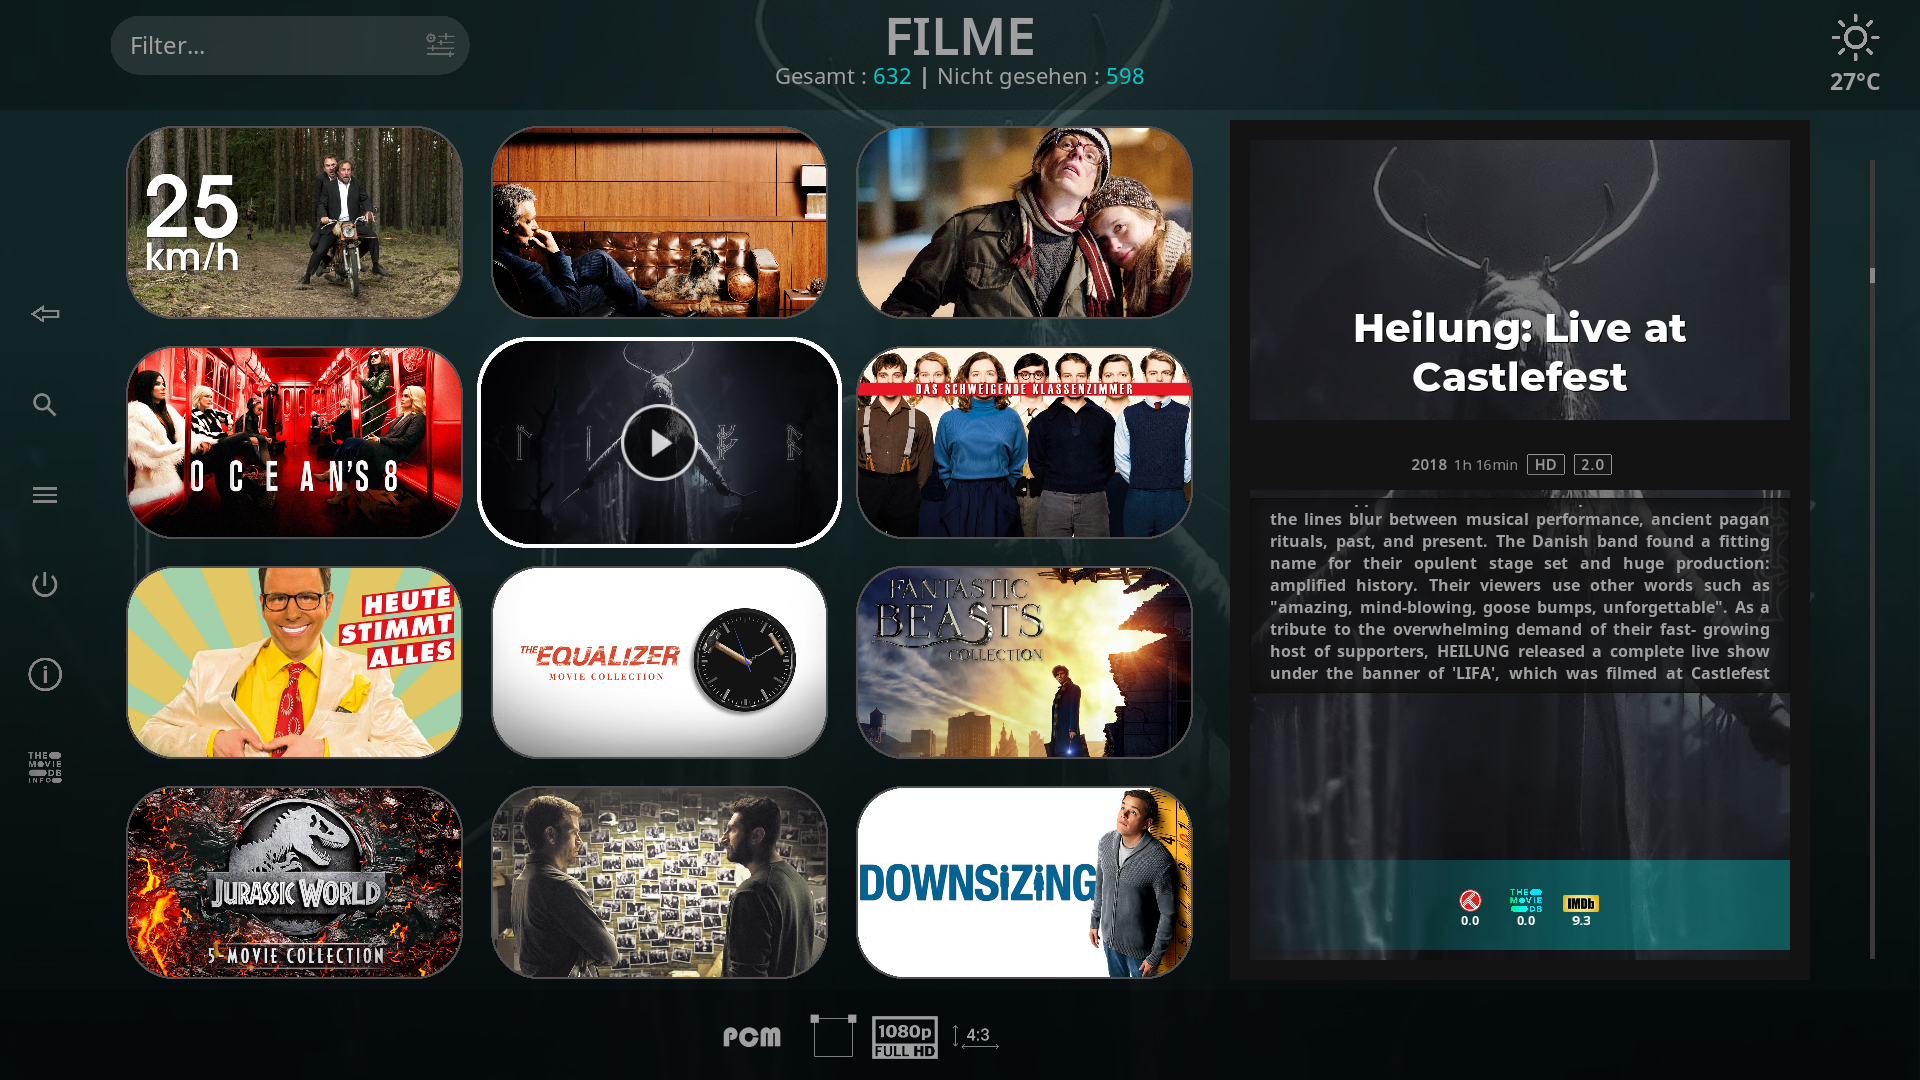 Filter...
FILME
Gesamt : 632 | Nicht gesehen : 598
27°C
25
km/h
OCEAN'S 8
DAS SCHWEIGENDE KLASSENZIMMER
HEUTE
STIMMT
ALLES
THE EQUALIZER
MOVIE COLLECTION
FANTASTIC
BEASTS
COLLECTION
JURASSIC WORLD
5-MOVIE COLLECTION
DOWNSIZING
THE
MOVIE
DB
INFO
Heilung: Live at
Castlefest
2018 1h 16min HD 2.0
the lines blur between musical performance, ancient pagan
rituals, past, and present. The Danish band found a fitting
name for their opulent stage set and huge production:
amplified history. Their viewers use other words such as
"amazing, mind-blowing, goose bumps, unforgettable". As a
tribute to the overwhelming demand of their fast- growing
host of supporters, HEILUNG released a complete live show
under the banner of 'LIFA', which was filmed at Castlefest
THE
MOVIE
DB
IMDb
0.0 0.0 9.3
PCM
1080p
FULL HD
4:3